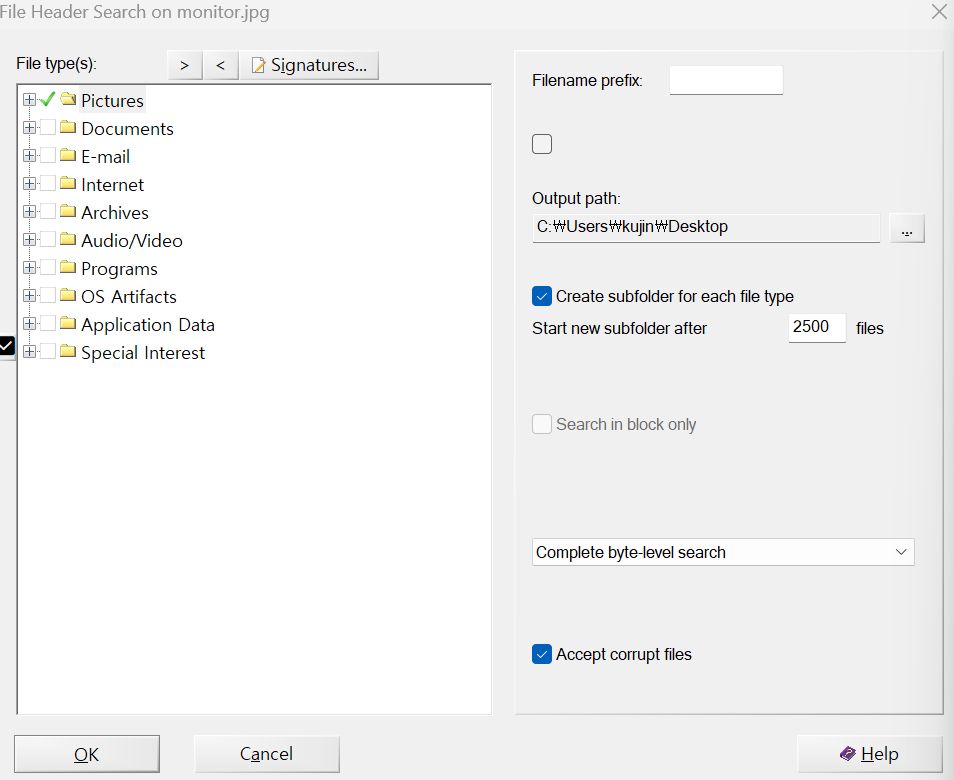 File Header Search on monitor.jpg
File type(s):
>
<
Signatures...
Pictures
Documents
E-mail
Internet
Archives
Audio/Video
Programs
OS Artifacts
Application Data
Special Interest
Filename prefix:
Output path:
C:₩Users₩kujin₩Desktop
...
Create subfolder for each file type
Start new subfolder after 2500 files
Search in block only
Complete byte-level search
Accept corrupt files
OK
Cancel
Help